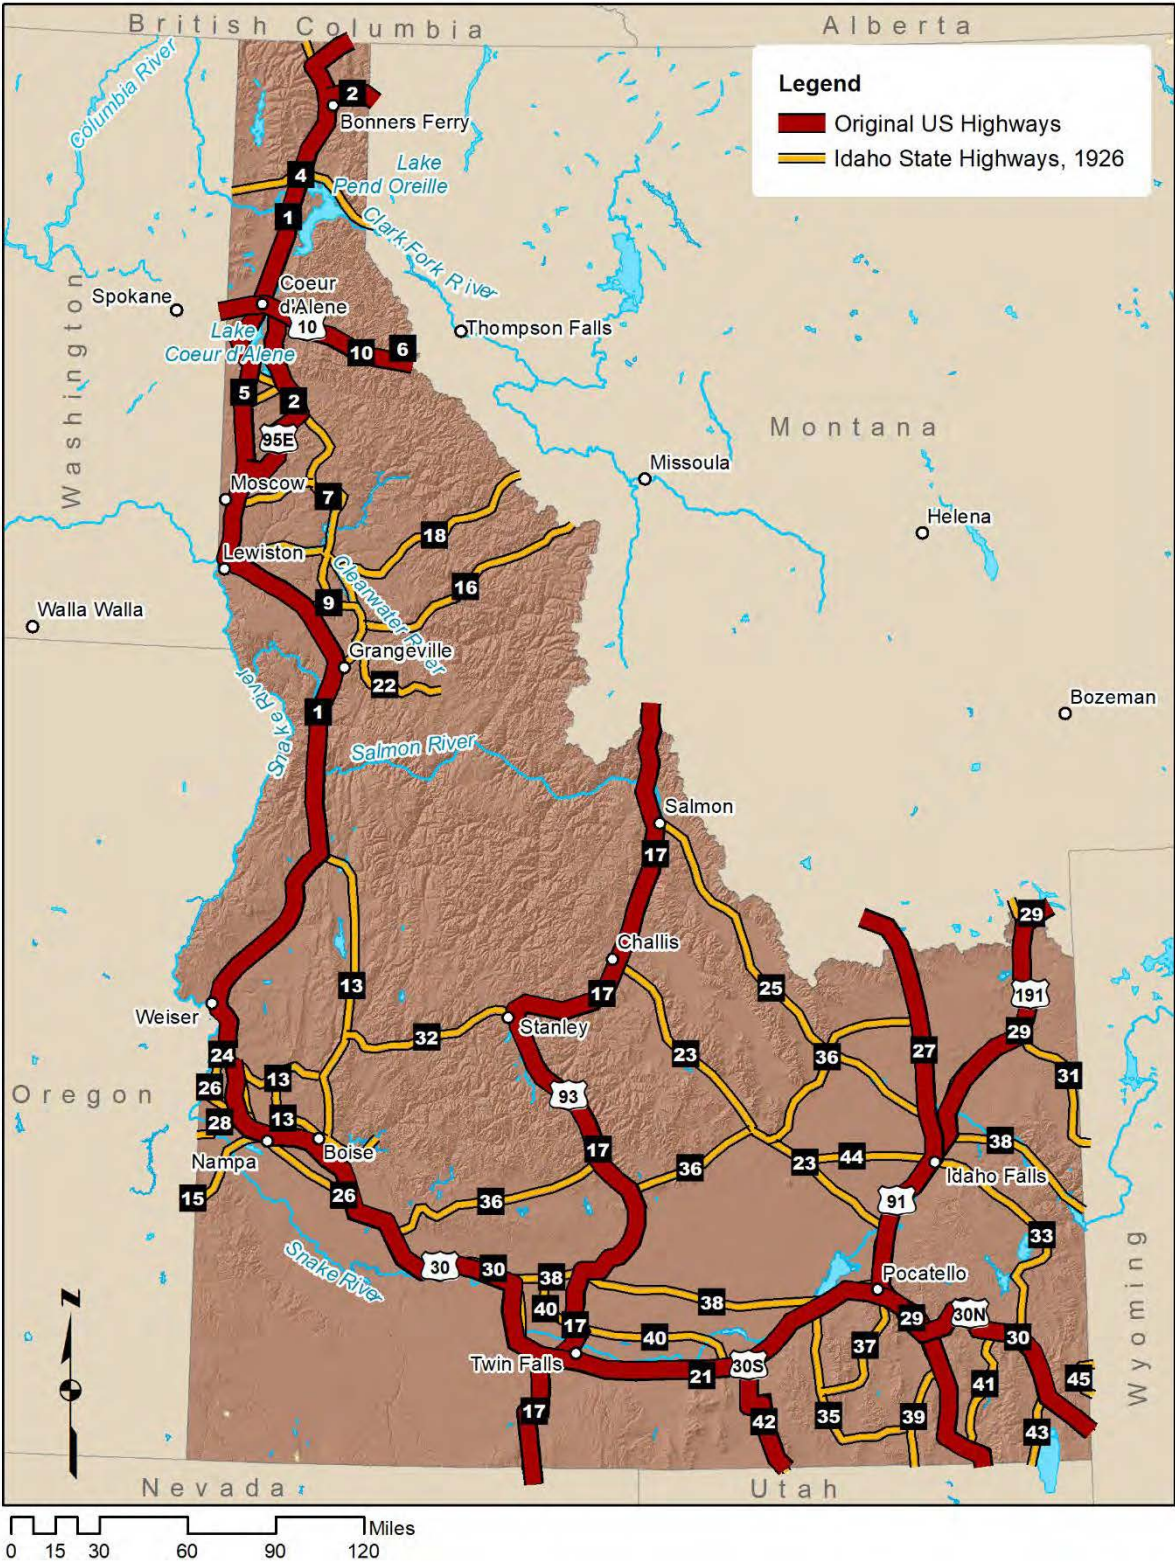 British Columbia
Alberta
Legend
Original US Highways
Idaho State Highways, 1926
Columbia River
2
Bonners Ferry
4
Lake
Pend Oreille
1
Clark Fork River
Washington
Spokane
Coeur
d'Alene
10
Thompson Falls
Lake
Coeur d'Alene
10
6
5
2
95E
Montana
Missoula
Moscow
7
Helena
18
Lewiston
Clearwater River
16
9
Walla Walla
Grangeville
22
Snake River
1
Bozeman
Salmon River
Salmon
17
29
Challis
13
17
25
191
Weiser
Stanley
32
29
24
23
36
27
31
26
13
93
Oregon
28
13
17
38
Nampa
Boise
36
23
44
Idaho Falls
15
26
36
91
33
Snake River
30
30
38
Pocatello
Wyoming
38
40
29
30N
17
40
37
30
N
Twin Falls
30S
21
41
45
17
42
35
39
43
Nevada
Utah
Miles
0 15 30 60 90 120